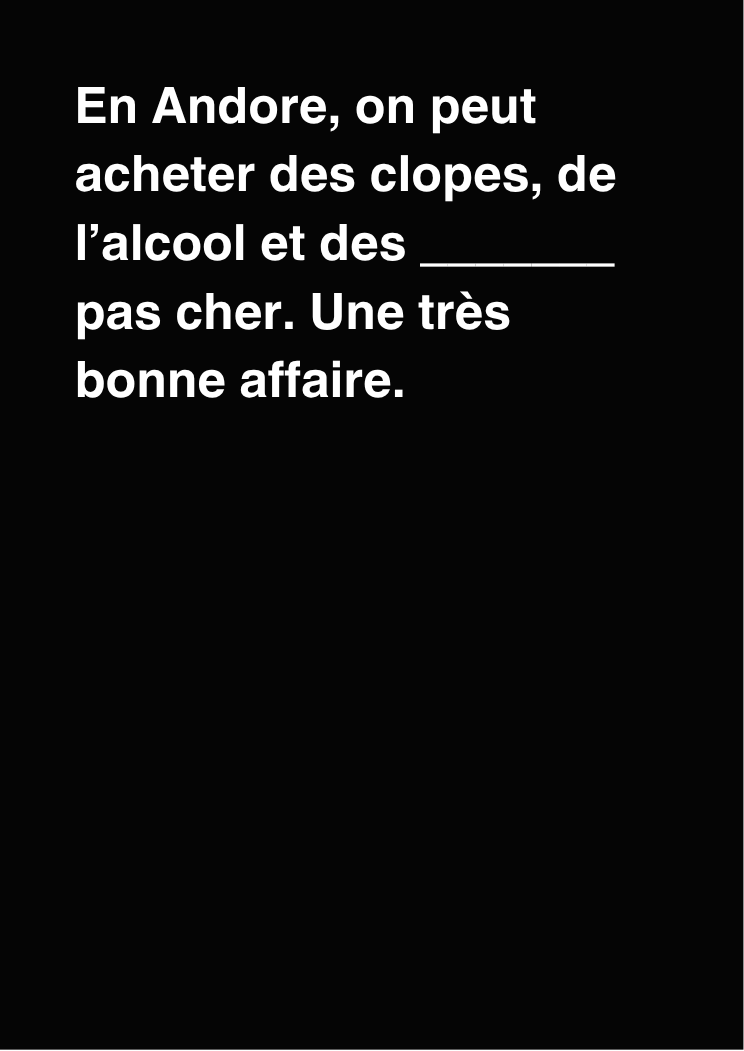 En Andore, on peut
acheter des clopes, de
l’alcool et des _______
pas cher. Une très
bonne affaire.